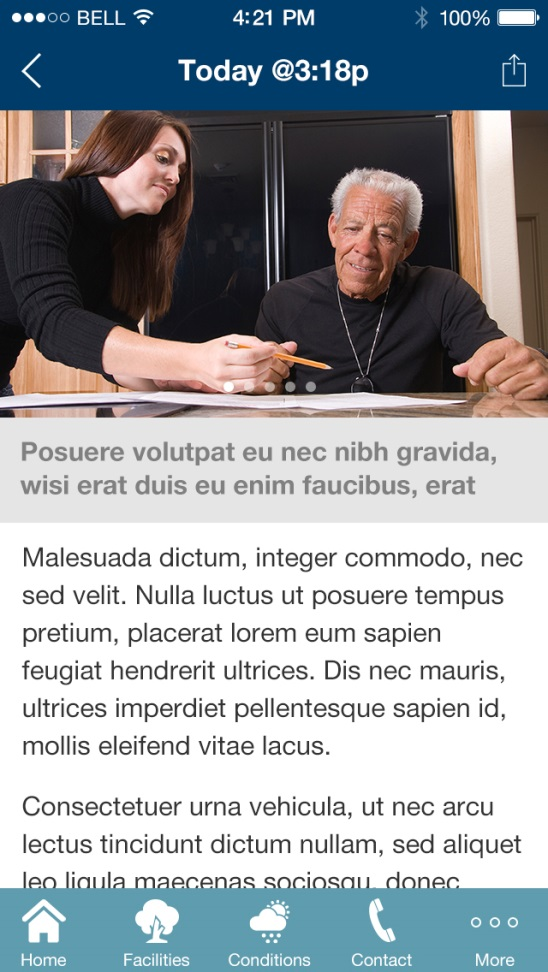 BELL 4:21 PM 100%
Today @3:18p
Posuere volutpat eu nec nibh gravida,
wisi erat duis eu enim faucibus, erat
Malesuada dictum, integer commodo, nec
sed velit. Nulla luctus ut posuere tempus
pretium, placerat lorem eum sapien
feugiat hendrerit ultrices. Dis nec mauris,
ultrices imperdiet pellentesque sapien id,
mollis eleifend vitae lacus.
Consectetuer urna vehicula, ut nec arcu
lectus tincidunt dictum nullam, sed aliquet
leo ligula maecenas sociosqu, donec
Home Facilities Conditions Contact More